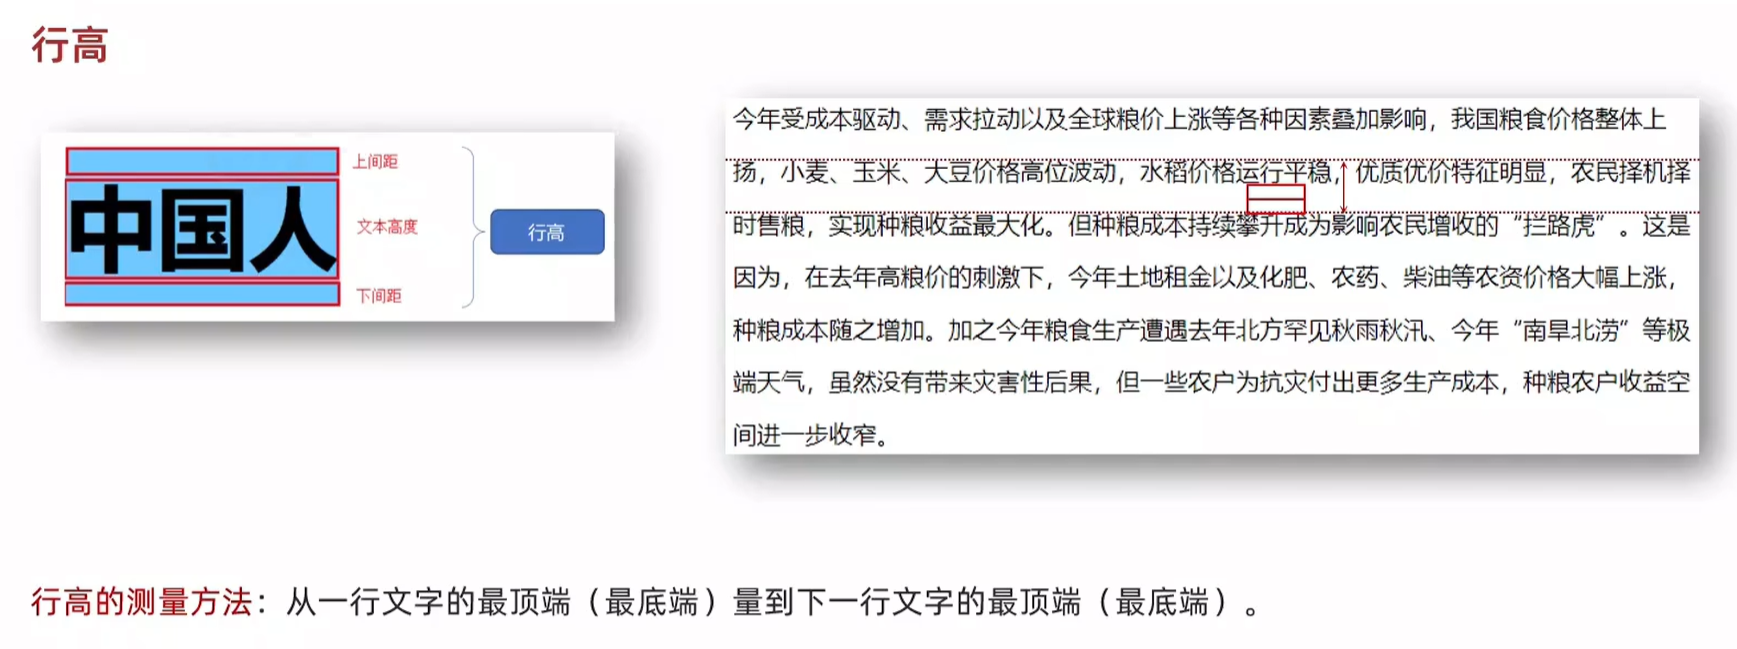 行高
上间距
中国人
文本高度
行高
下间距
今年受成本驱动、需求拉动以及全球粮价上涨等各种因素叠加影响，我国粮食价格整体上
扬，小麦、玉米、大豆价格高位波动，水稻价格运行平稳，优质优价特征明显，农民择机择
时售粮，实现种粮收益最大化。但种粮成本持续攀升成为影响农民增收的“拦路虎”。这是
因为，在去年高粮价的刺激下，今年土地租金以及化肥、农药、柴油等农资价格大幅上涨，
种粮成本随之增加。加之今年粮食生产遭遇去年北方罕见秋雨秋汛、今年“南旱北涝”等极
端天气，虽然没有带来灾害性后果，但一些农户为抗灾付出更多生产成本，种粮农户收益空
间进一步收窄。
行高的测量方法：从一行文字的最顶端（最底端）量到下一行文字的最顶端（最底端）。